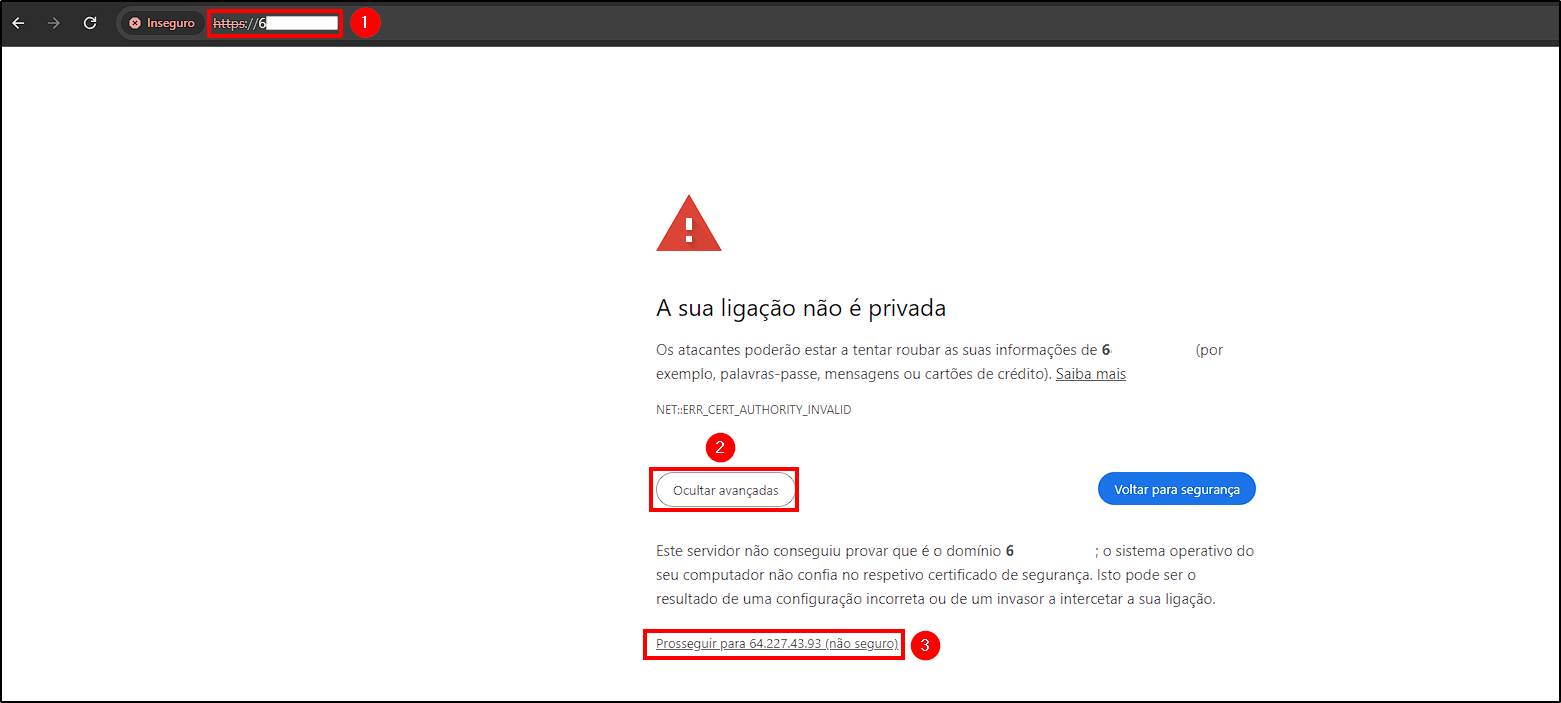 Inseguro https://6 1
A sua ligação não é privada
Os atacantes poderão estar a tentar roubar as suas informações de 6 (por
exemplo, palavras-passe, mensagens ou cartões de crédito). Saiba mais
NET::ERR_CERT_AUTHORITY_INVALID
2
Ocultar avançadas Voltar para segurança
Este servidor não conseguiu provar que é o domínio 6 ; o sistema operativo do
seu computador não confia no respetivo certificado de segurança. Isto pode ser o
resultado de uma configuração incorreta ou de um invasor a intercetar a sua ligação.
Prosseguir para 64.227.43.93 (não seguro) 3